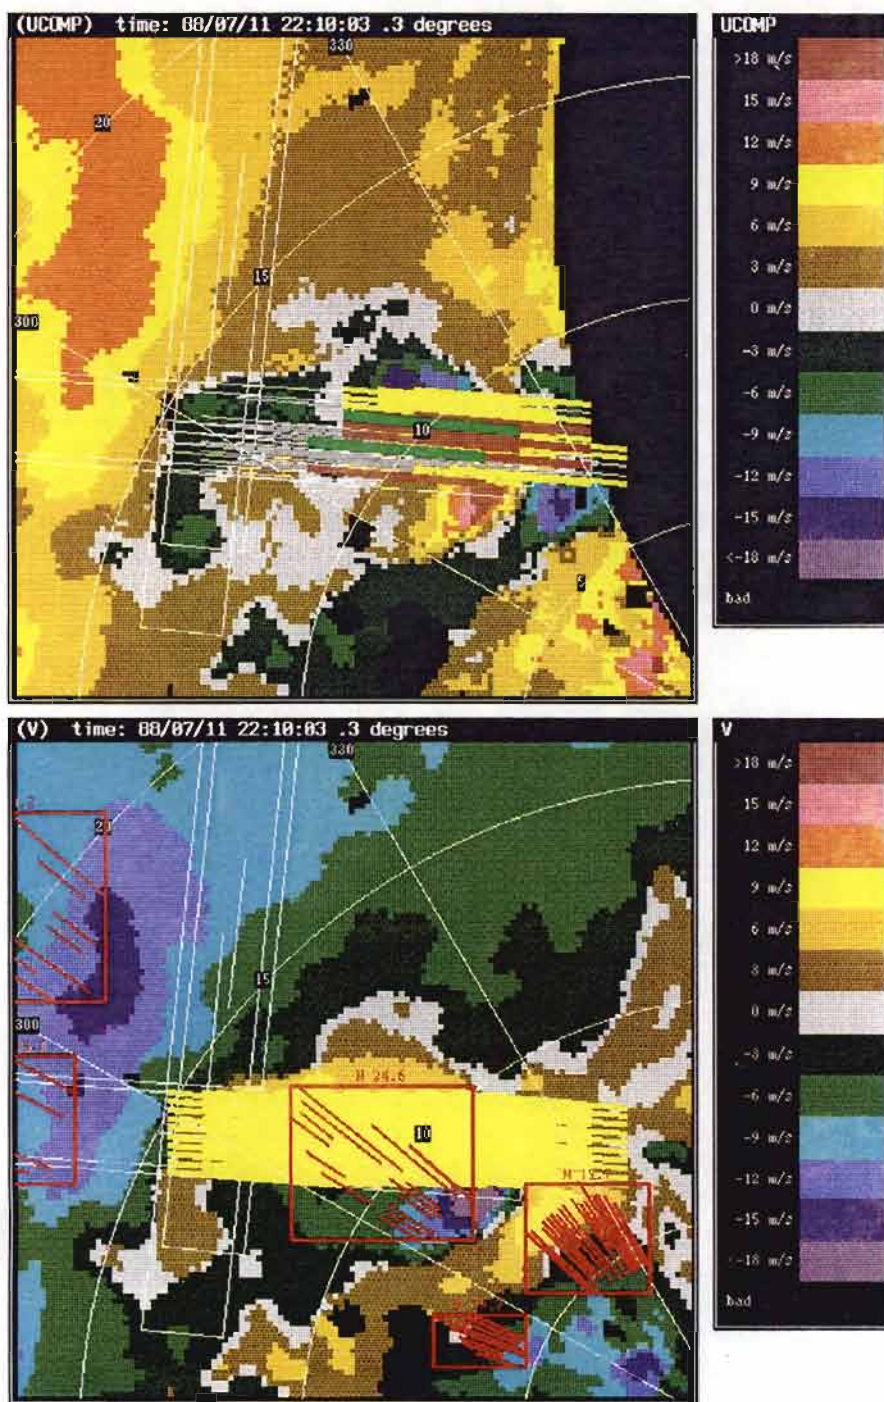 (UCOMP) time: 88/07/11 22:10:03 .3 degrees
330
20
15
300
10
5
UCOMP
>18 m/s
15 m/s
12 m/s
9 m/s
6 m/s
3 m/s
0 m/s
-3 m/s
-6 m/s
-9 m/s
-12 m/s
-15 m/s
<-18 m/s
bad
(V) time: 88/07/11 22:10:03 .3 degrees
330
20
15
300
M 24.6
10
V
>18 m/s
15 m/s
12 m/s
9 m/s
6 m/s
3 m/s
0 m/s
-3 m/s
-6 m/s
-9 m/s
-12 m/s
-15 m/s
-18 m/s
bad